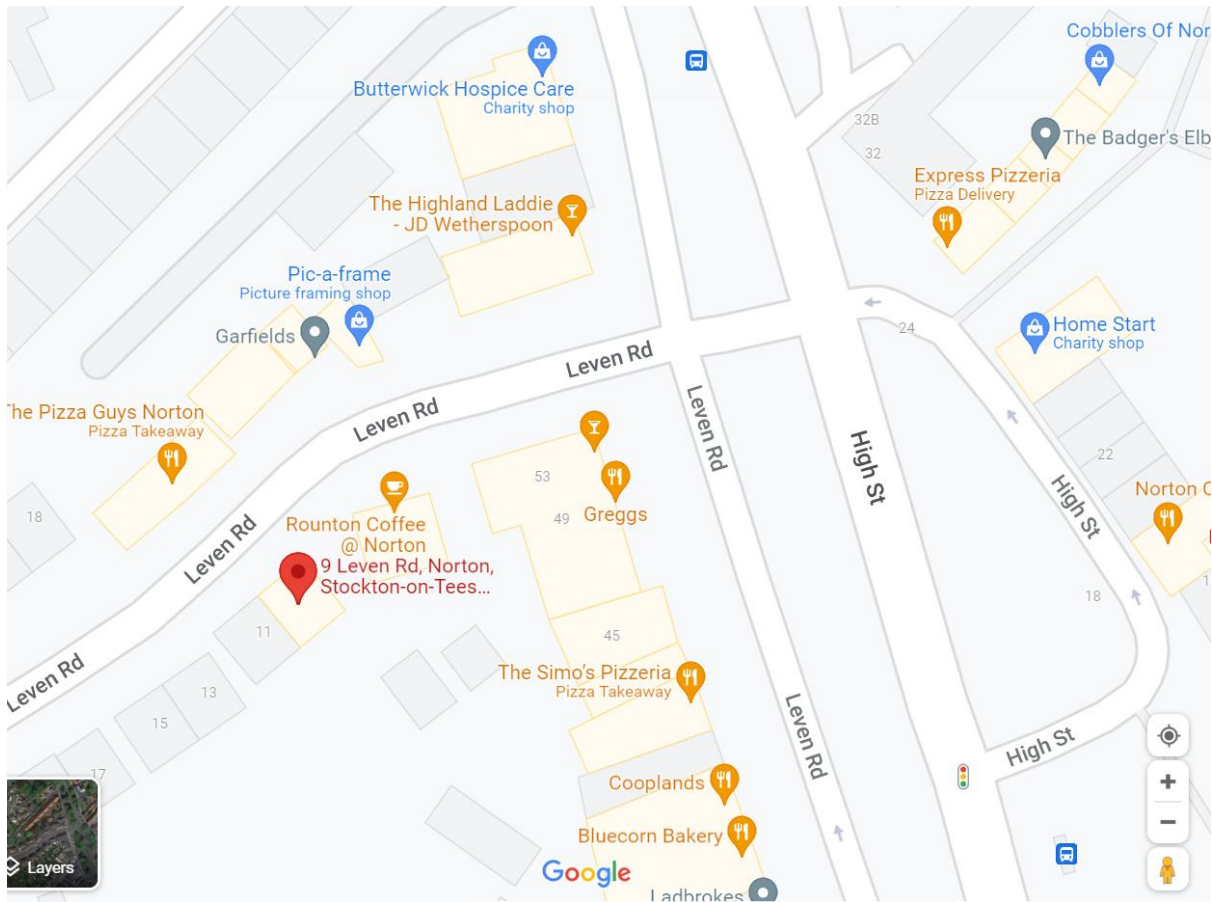 Cobblers Of Nor
Butterwick Hospice Care
Charity shop
32B
32
The Badger's Elb
Express Pizzeria
Pizza Delivery
The Highland Laddie
- JD Wetherspoon
Pic-a-frame
Picture framing shop
Garfields
24
Home Start
Charity shop
Leven Rd
Leven Rd
Leven Rd
The Pizza Guys Norton
Pizza Takeaway
High St
22
53
High St
Norton C
18
49
Greggs
Rounton Coffee
@ Norton
Leven Rd
9 Leven Rd, Norton,
Stockton-on-Tees...
18
11
45
Leven Rd
The Simo's Pizzeria
Pizza Takeaway
13
15
Leven Rd
High St
17
Cooplands
Bluecorn Bakery
Layers
Google
Ladbrokes